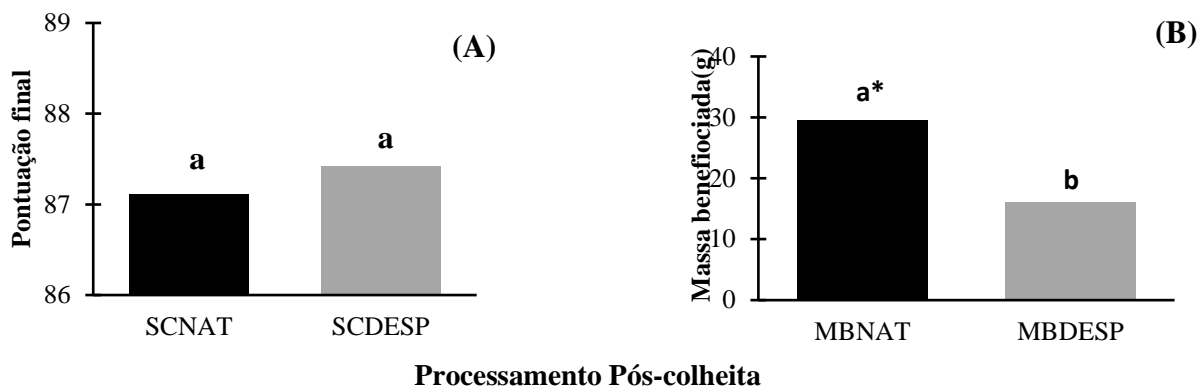 (A)
Pontuação final
89
88
87
86
a
a
SCNAT
SCDESP
(B)
Massa benefiociada(g)
40
30
20
10
0
a*
b
MBNAT
MBDESP
Processamento Pós-colheita